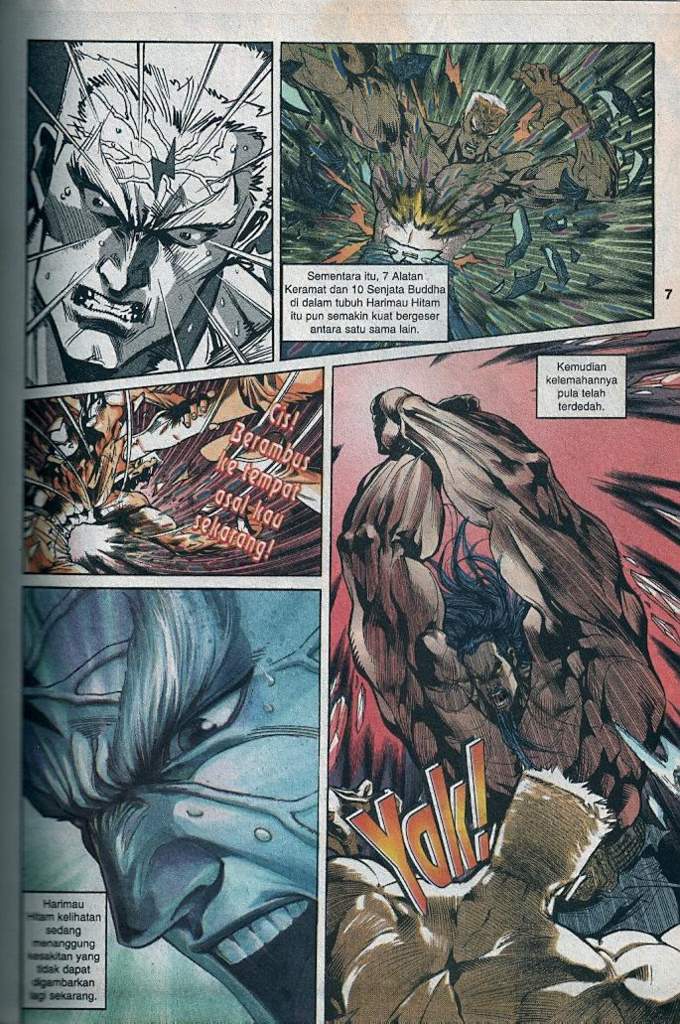 Sementara itu, 7 Alatan
Keramat dan 10 Senjata Buddha
di dalam tubuh Harimau Hitam
itu pun semakin kuat bergeser
antara satu sama lain.
7
Kemudian
kelemahannya
pula telah
terdedah.
Cis!
Berambus
ke tempat
asal kau
sekarang!
Yak!
Harimau
Hitam kelihatan
sedang
menanggung
kesakitan yang
tidak dapat
digambarkan
lagi sekarang.